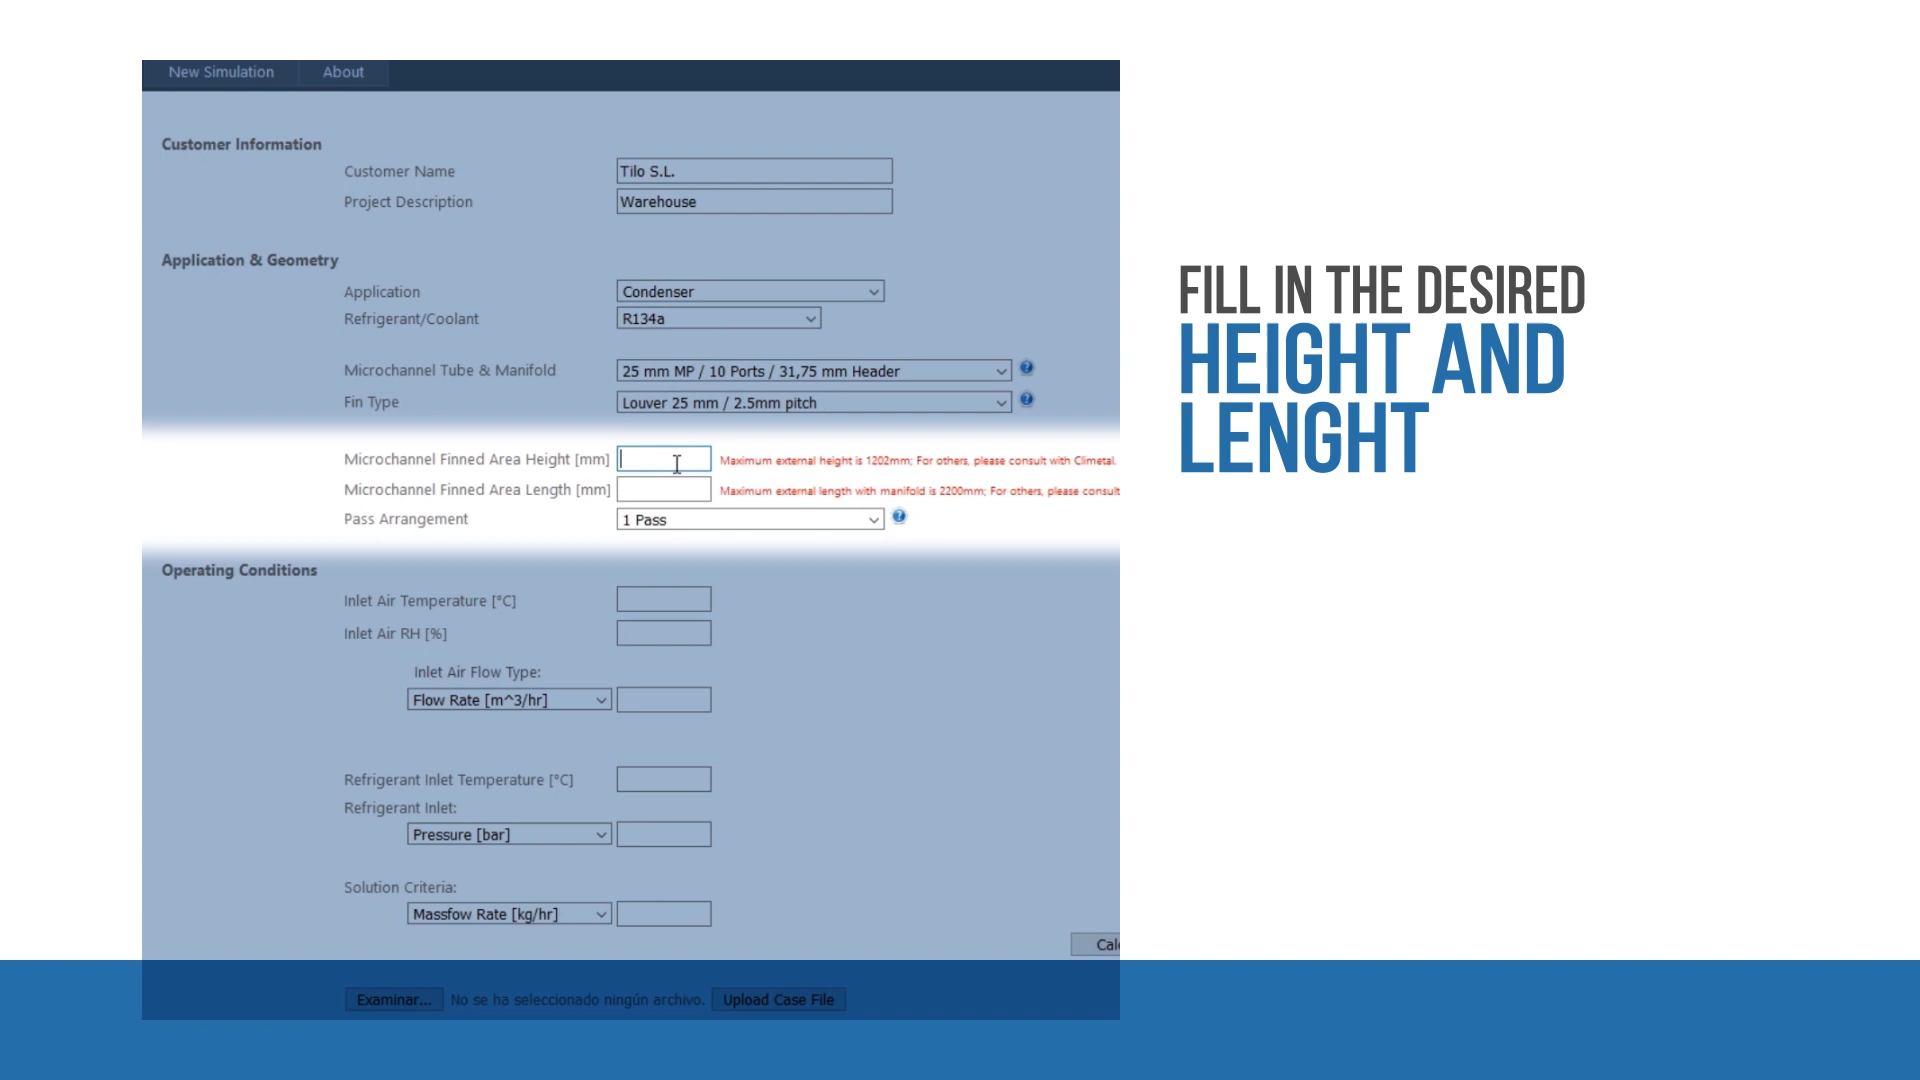 New Simulation About
Customer Information
Customer Name Tilo S.L.
Project Description Warehouse
Application & Geometry
Application Condenser
Refrigerant/Coolant R134a
Microchannel Tube & Manifold 25 mm MP / 10 Ports / 31,75 mm Header
Fin Type Louver 25 mm / 2.5mm pitch
Microchannel Finned Area Height [mm] Maximum external height is 1202mm; For others, please consult with Climetal.
Microchannel Finned Area Length [mm] Maximum external length with manifold is 2200mm; For others, please consult
Pass Arrangement 1 Pass
Operating Conditions
Inlet Air Temperature [°C]
Inlet Air RH [%]
Inlet Air Flow Type:
Flow Rate [m^3/hr]
Refrigerant Inlet Temperature [°C]
Refrigerant Inlet:
Pressure [bar]
Solution Criteria:
Massfow Rate [kg/hr]
Examinar... No se ha seleccionado ningún archivo. Upload Case File
FILL IN THE DESIRED
HEIGHT AND
LENGHT